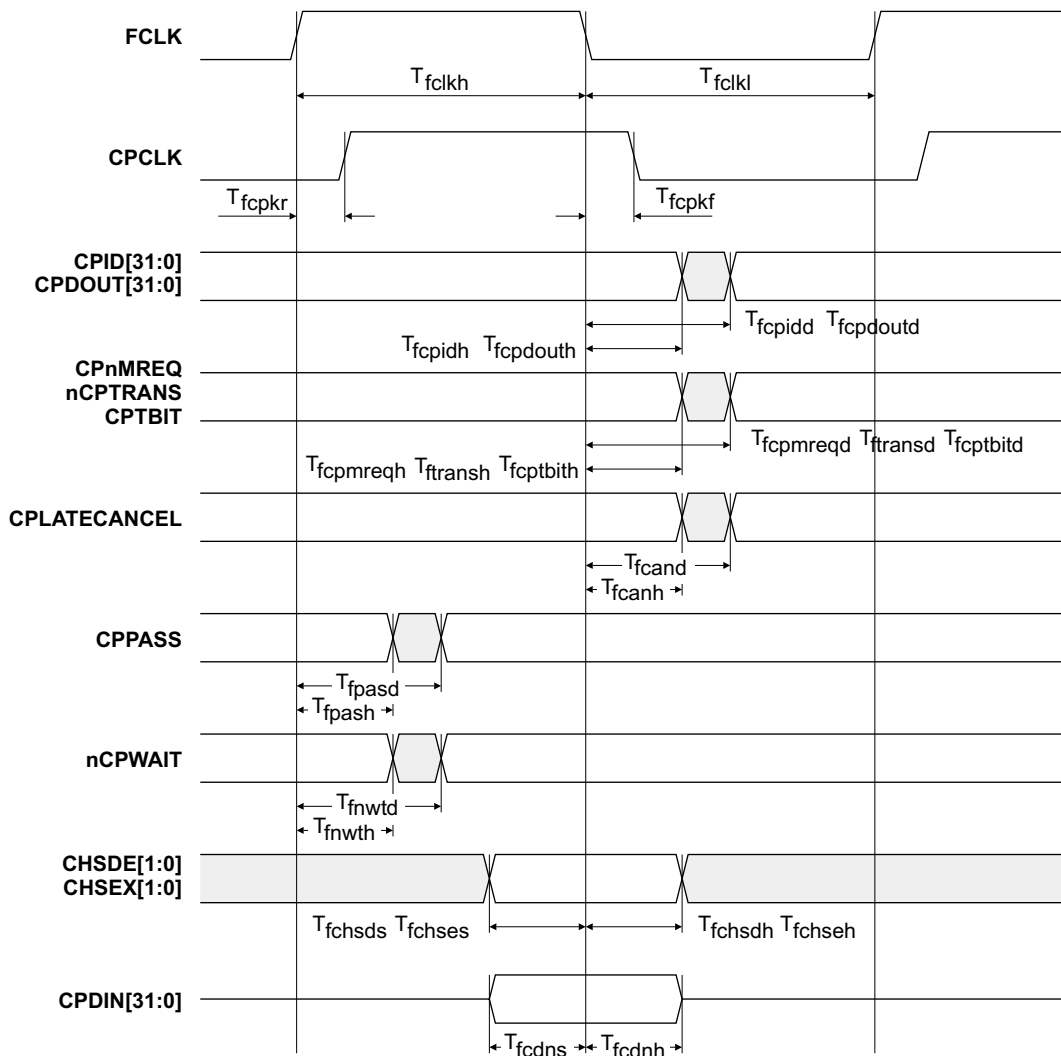 FCLK
Tfclkh
Tfclkl
CPCLK
Tfcpkr
Tfcpkf
CPID[31:0]
CPDOUT[31:0]
Tfcpidd Tfcpdoutd
Tfcpidh Tfcpdouth
CPnMREQ
nCPTRANS
CPTBIT
Tfcpmreqd Tftransd Tfcptbitd
Tfcpmreqh Tftransh Tfcptbith
CPLATECANCEL
Tfcand
Tfcanh
CPPASS
Tfpasd
Tfpash
nCPWAIT
Tfnwtd
Tfnwth
CHSDE[1:0]
CHSEX[1:0]
Tfchsds Tfchses
Tfchsdh Tfchseh
CPDIN[31:0]
Tfcdns
Tfcdnh